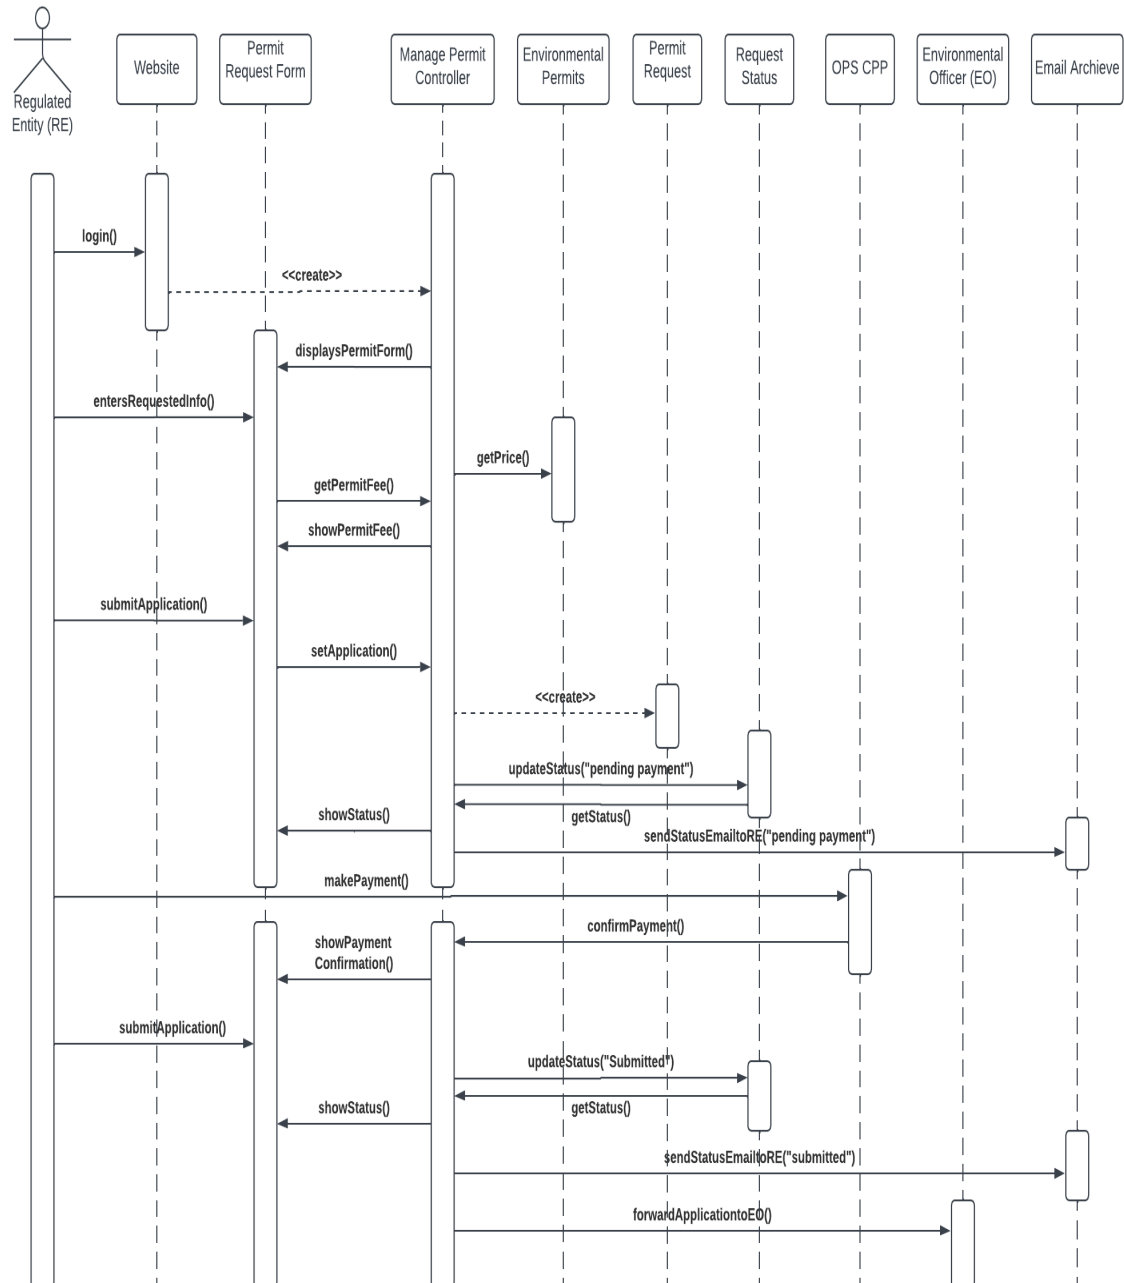 Regulated
Entity (RE)
Website
Permit
Request Form
Manage Permit
Controller
Environmental
Permits
Permit
Request
Request
Status
OPS CPP
Environmental
Officer (EO)
Email Archieve
login()
<<create>>
displaysPermitForm()
entersRequestedInfo()
getPrice()
getPermitFee()
showPermitFee()
submitApplication()
setApplication()
<<create>>
updateStatus("pending payment")
showStatus()
getStatus()
sendStatusEmailtoRE("pending payment")
makePayment()
confirmPayment()
showPayment
Confirmation()
submitApplication()
updateStatus("Submitted")
showStatus()
getStatus()
sendStatusEmailtoRE("submitted")
forwardApplicationtoEO()